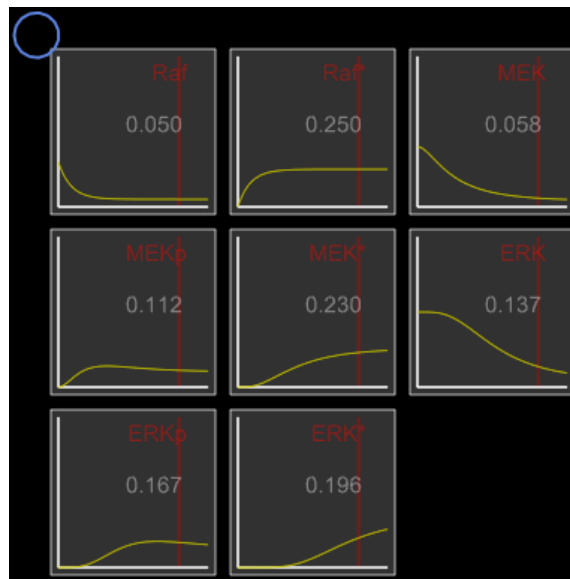 Raf
0.050
Raf*
0.250
MEK
0.058
MEKp
0.112
MEK*
0.230
ERK
0.137
ERKp
0.167
ERK*
0.196